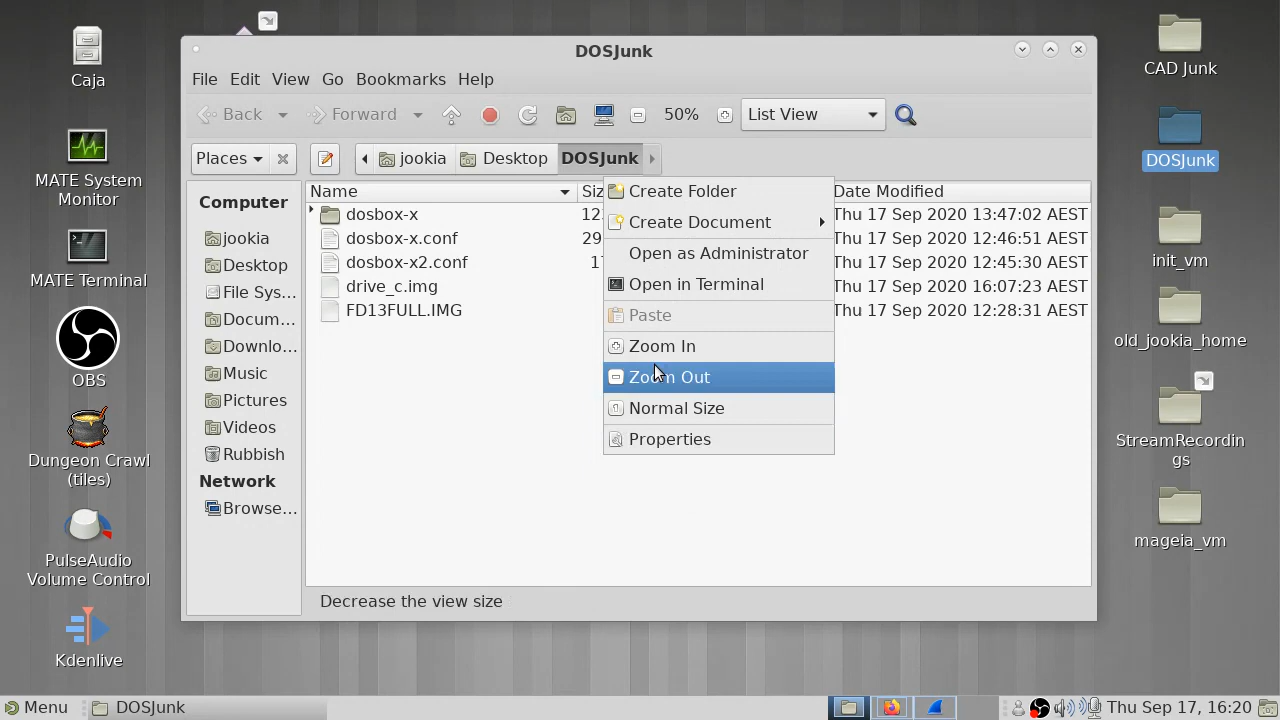 Caja
MATE System
Monitor
MATE Terminal
OBS
Dungeon Crawl
(tiles)
PulseAudio
Volume Control
Kdenlive
DOSJunk
File Edit View Go Bookmarks Help
Back Forward 50% List View
Places jookia Desktop DOSJunk
Computer
jookia
Desktop
File Sys...
Docum...
Downlo...
Music
Pictures
Videos
Rubbish
Network
Browse...
Name Siz Date Modified
dosbox-x 12 Thu 17 Sep 2020 13:47:02 AEST
dosbox-x.conf 29 Thu 17 Sep 2020 12:46:51 AEST
dosbox-x2.conf 17 Thu 17 Sep 2020 12:45:30 AEST
drive_c.img Thu 17 Sep 2020 16:07:23 AEST
FD13FULL.IMG Thu 17 Sep 2020 12:28:31 AEST
Create Folder
Create Document
Open as Administrator
Open in Terminal
Paste
Zoom In
Zoom Out
Normal Size
Properties
Decrease the view size
CAD Junk
DOSJunk
init_vm
old_jookia_home
StreamRecordin
gs
mageia_vm
Menu DOSJunk Thu Sep 17, 16:20